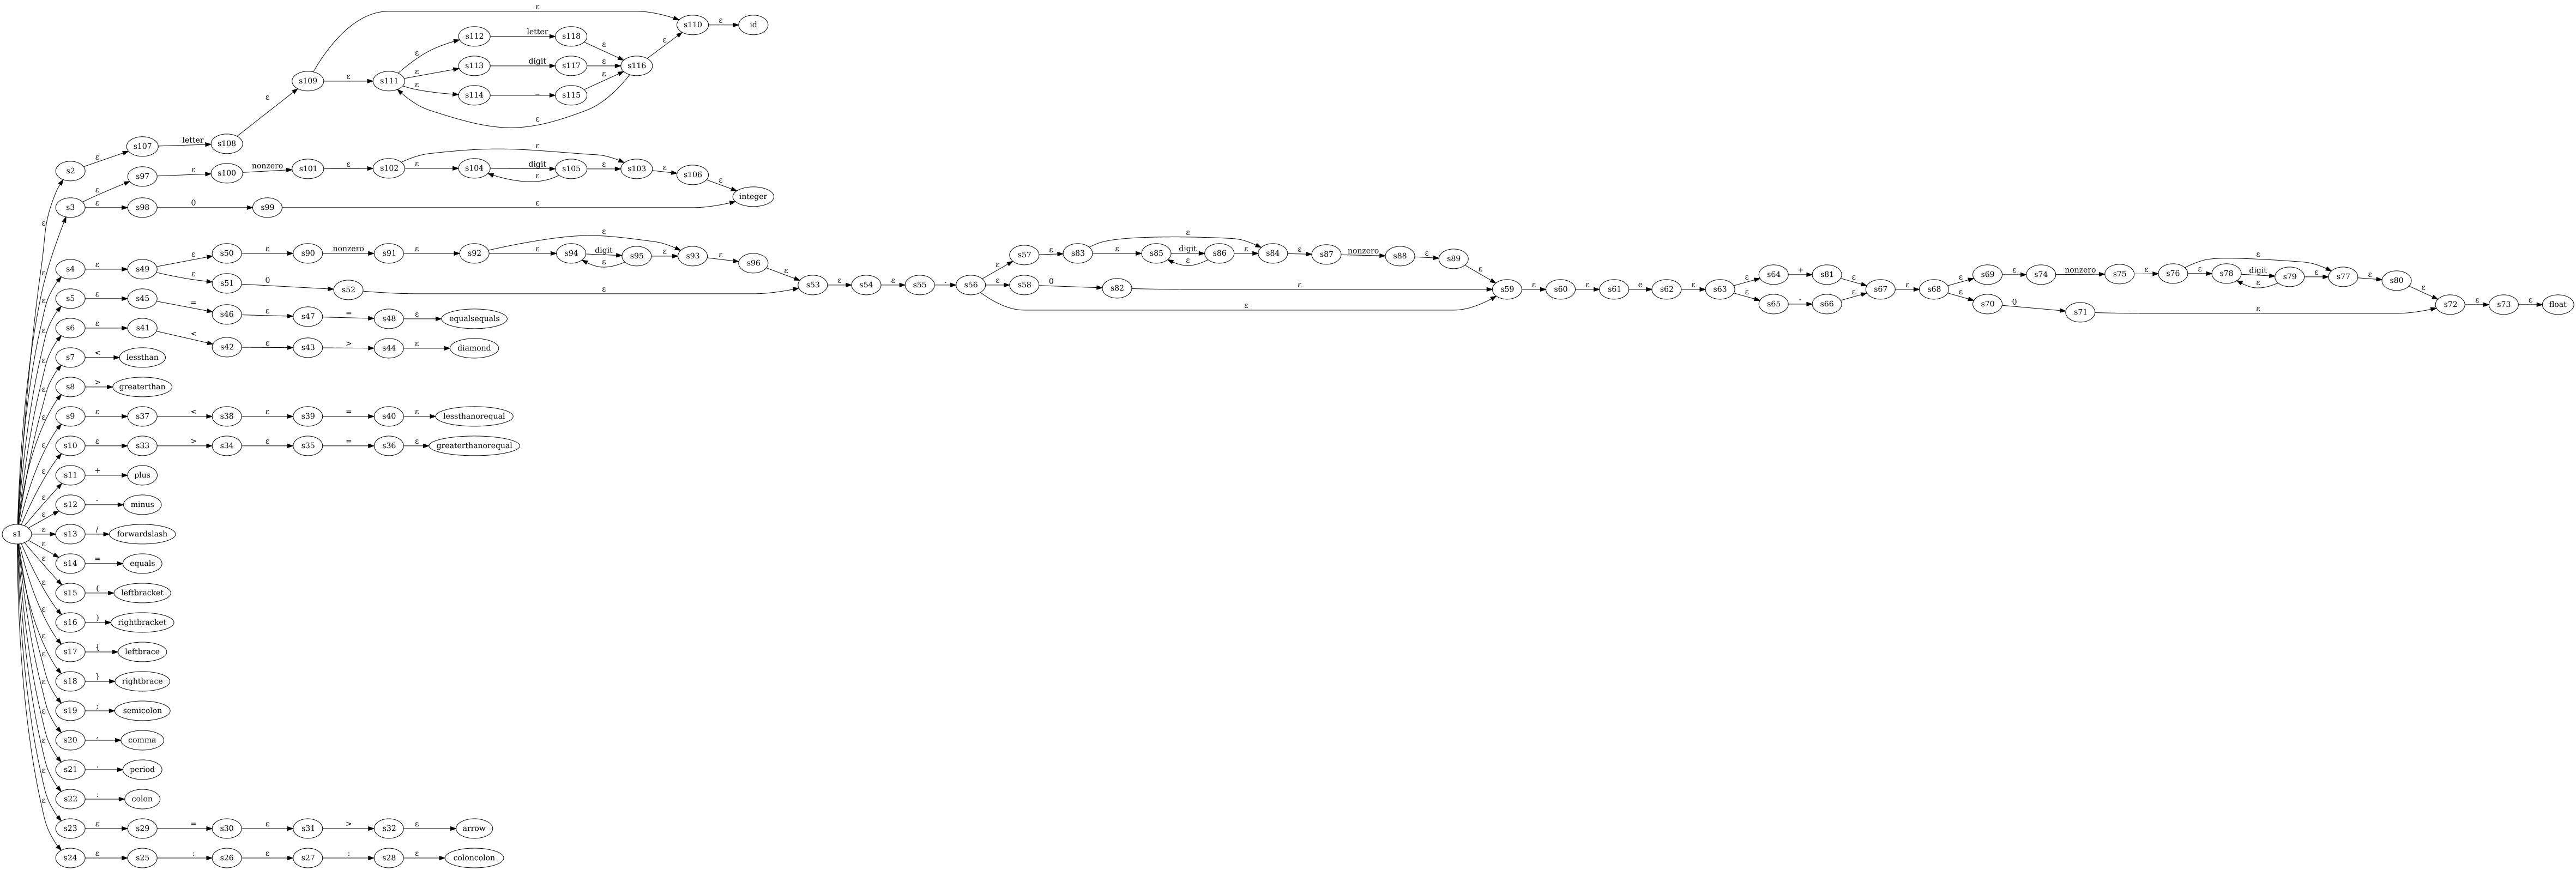 ε
s110 ε id
s112 letter s118
ε ε ε
s109 ε s111 ε s113 digit s117 ε s116
ε s114 _ s115 ε
ε
ε
s2 ε s107 letter s108
s3 ε s97 ε s100 nonzero s101 ε s102 ε s104 digit s105 ε s103 ε s106 ε integer
ε ε
ε s98 0 s99 ε
s4 ε s49 ε s50 ε s90 nonzero s91 ε s92 ε s94 digit s95 ε s93 ε s96 ε s53 ε s54 ε s55 . s56 ε s57 ε s83 ε s85 digit s86 ε s84 ε s87 nonzero s88 ε s89 ε s59 ε s60 ε s61 e s62 ε s63 ε s64 + s81 ε s67 ε s68 ε s69 ε s74 nonzero s75 ε s76 ε s78 digit s79 ε s77 ε s80 ε s72 ε s73 ε float
ε ε ε ε ε ε
ε s51 0 s52 ε
ε s58 0 s82 ε
ε
ε s65 - s66 ε
ε s70 0 s71 ε
s5 ε s45 = s46 ε s47 = s48 ε equalsequals
s6 ε s41 < s42 ε s43 > s44 ε diamond
s7 < lessthan
s8 > greaterthan
s9 ε s37 < s38 ε s39 = s40 ε lessthanorequal
s10 ε s33 > s34 ε s35 = s36 ε greaterthanorequal
s11 + plus
s12 - minus
s1 ε s13 / forwardslash
s14 = equals
s15 ( leftbracket
s16 ) rightbracket
s17 { leftbrace
s18 } rightbrace
s19 ; semicolon
s20 , comma
s21 . period
s22 : colon
s23 ε s29 = s30 ε s31 > s32 ε arrow
s24 ε s25 : s26 ε s27 : s28 ε coloncolon
ε ε ε ε ε ε ε ε ε ε ε ε ε ε ε ε ε ε ε ε ε ε